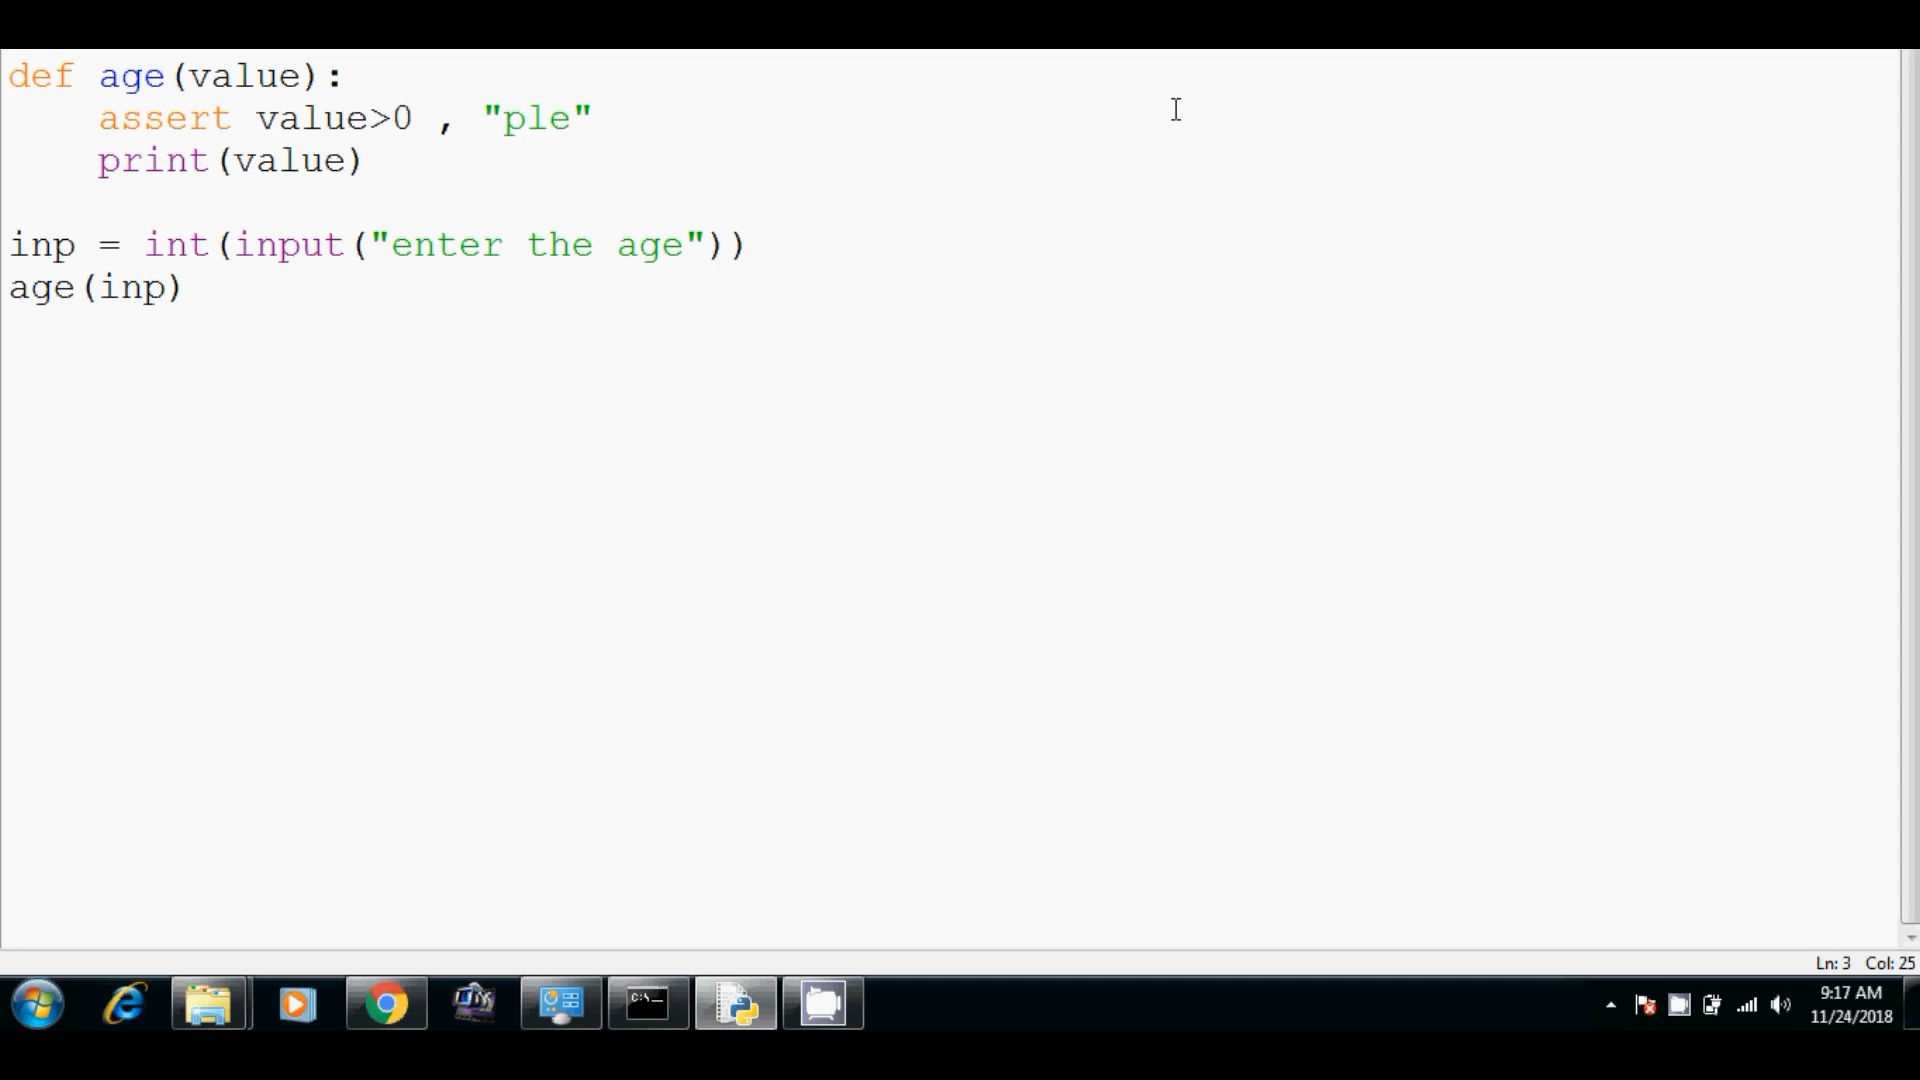 def age(value):
    assert value>0 , "ple"
    print(value)
inp = int(input("enter the age"))
age(inp)
Ln: 3 Col: 25
C:\_
9:17 AM
11/24/2018